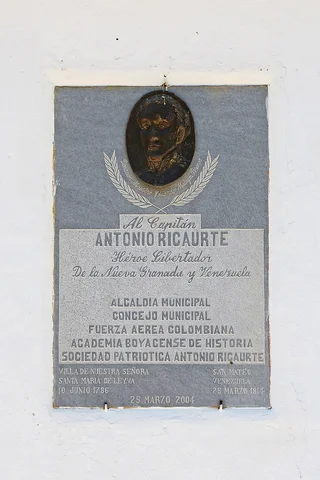 Al Capitán
ANTONIO RICAURTE
Héroe Libertador
De la Nueva Granada y Venezuela
ALCALDIA MUNICIPAL
CONCEJO MUNICIPAL
FUERZA AEREA COLOMBIANA
ACADEMIA BOYACENSE DE HISTORIA
SOCIEDAD PATRIOTICA ANTONIO RICAURTE
VILLA DE NUESTRA SEÑORA
SANTA MARIA DE LEYVA
10 JUNIO 1786
SAN MATEO
VENEZUELA
25 MARZO
25 MARZO 2004